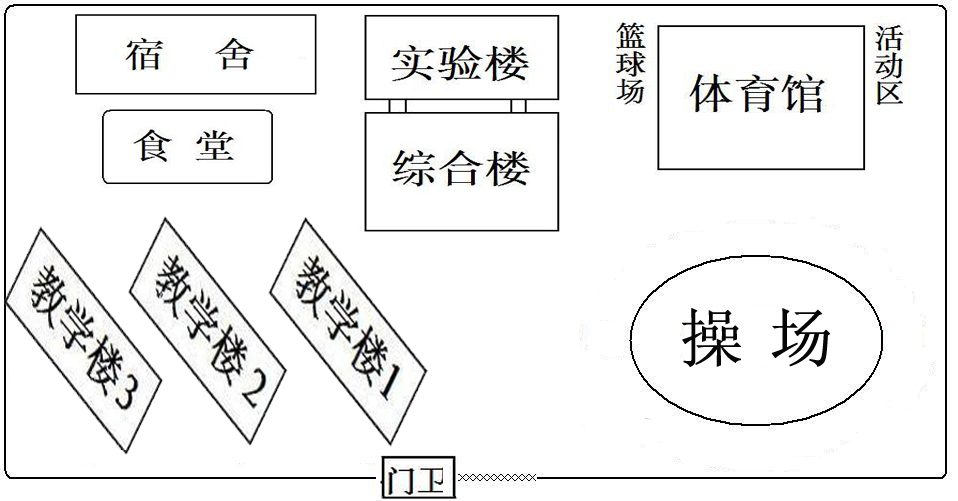 宿 舍
实验楼
篮球场
体育馆
活动区
食 堂
综合楼
教学楼3
教学楼2
教学楼1
操 场
门卫